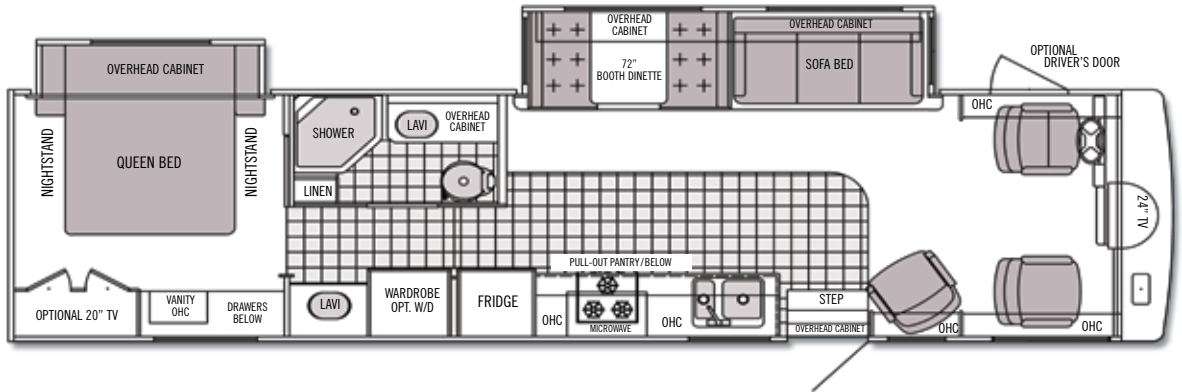 OVERHEAD CABINET
QUEEN BED
NIGHTSTAND
NIGHTSTAND
OPTIONAL 20" TV
VANITY
OHC
DRAWERS
BELOW
SHOWER
LINEN
LAVI
OVERHEAD
CABINET
LAVI
WARDROBE
OPT. W/D
FRIDGE
PULL-OUT PANTRY/BELOW
OHC
MICROWAVE
OHC
OVERHEAD
CABINET
72"
BOOTH DINETTE
OVERHEAD CABINET
SOFA BED
STEP
OVERHEAD CABINET
OPTIONAL
DRIVER'S DOOR
OHC
24" TV
OHC
OHC